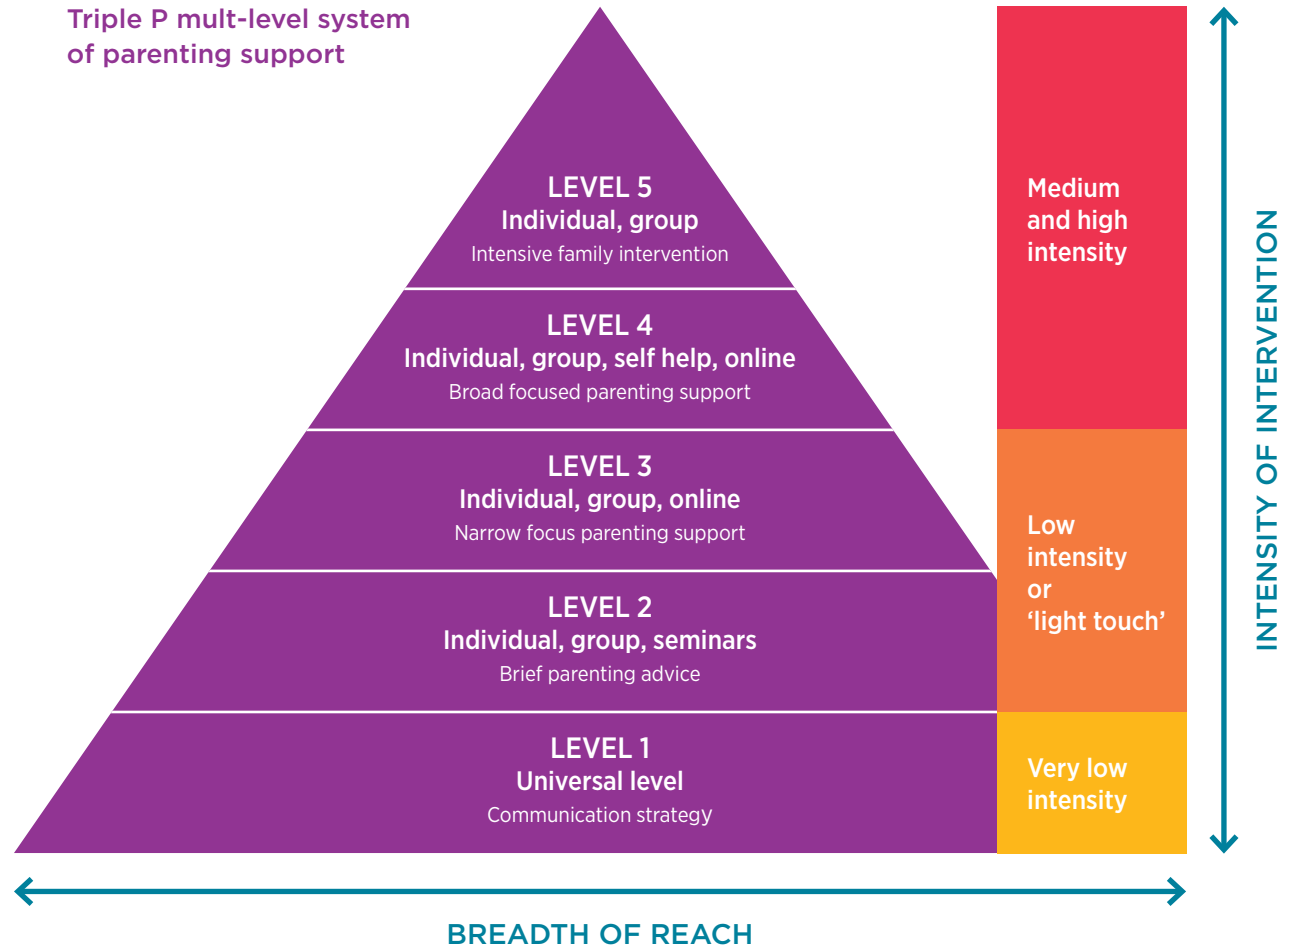 Triple P mult-level system
of parenting support
LEVEL 5
Individual, group
Intensive family intervention
LEVEL 4
Individual, group, self help, online
Broad focused parenting support
LEVEL 3
Individual, group, online
Narrow focus parenting support
LEVEL 2
Individual, group, seminars
Brief parenting advice
LEVEL 1
Universal level
Communication strategy
Medium
and high
intensity
Low
intensity
or
‘light touch’
Very low
intensity
INTENSITY OF INTERVENTION
BREADTH OF REACH